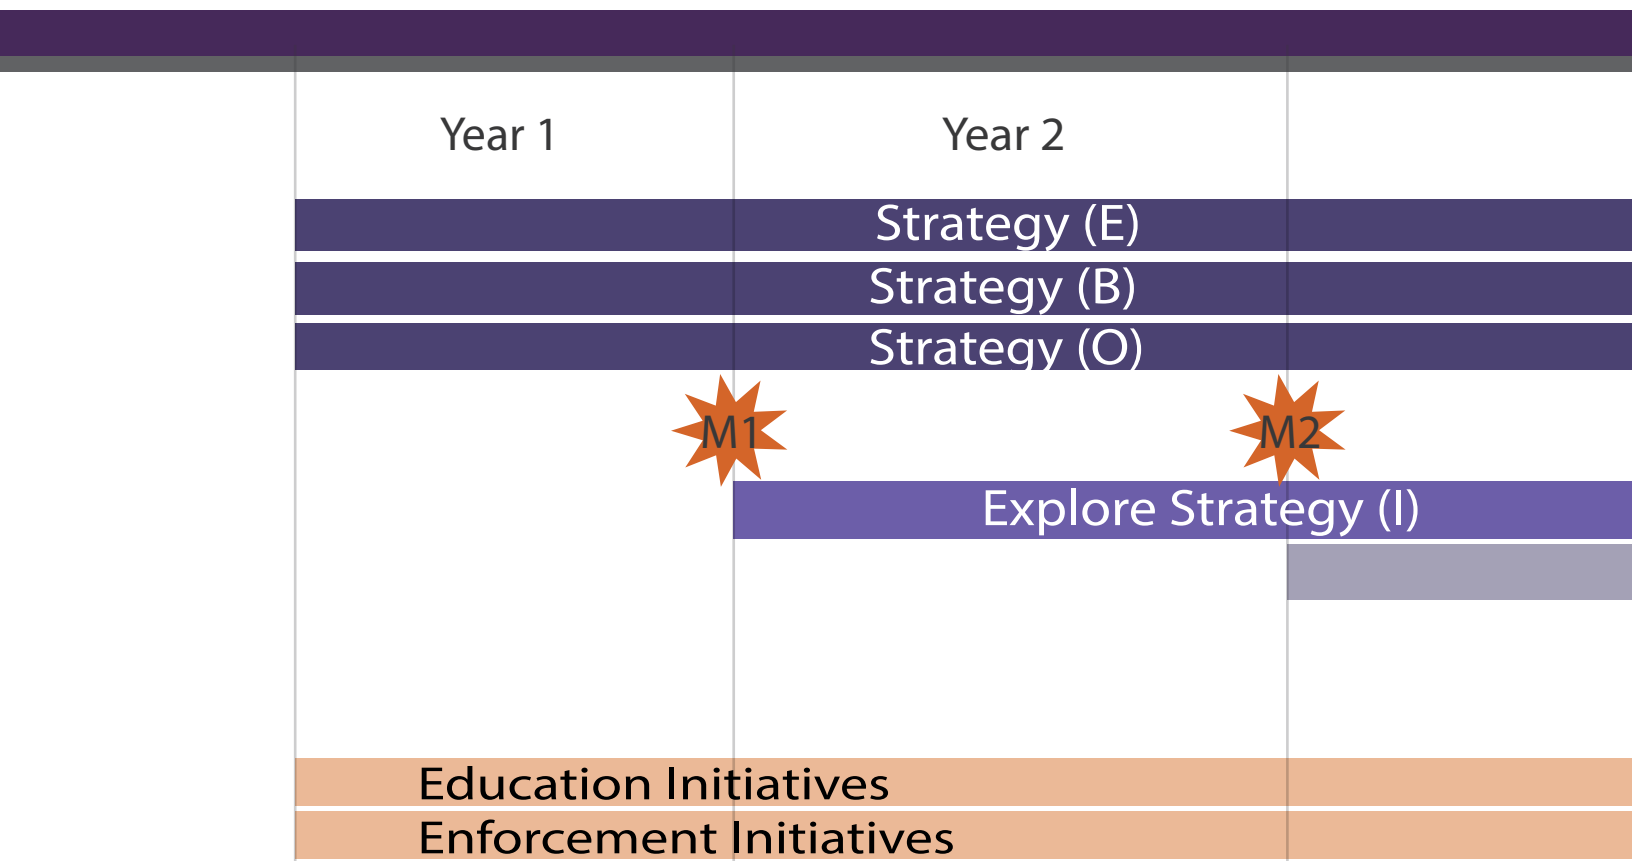 Year 1
Year 2
Strategy (E)
Strategy (B)
Strategy (O)
M1
M2
Explore Strategy (I)
Education Initiatives
Enforcement Initiatives